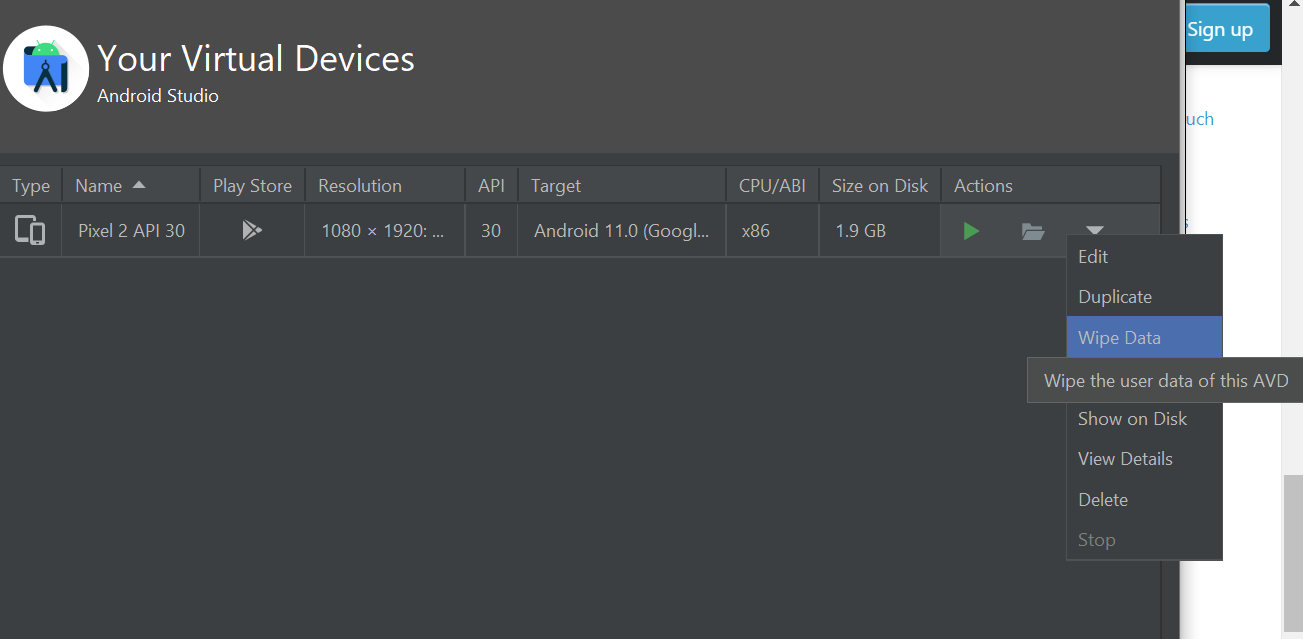 Your Virtual Devices
Android Studio
Sign up
uch
Type Name Play Store Resolution API Target CPU/ABI Size on Disk Actions
Pixel 2 API 30 1080 × 1920: ... 30 Android 11.0 (Googl... x86 1.9 GB
Edit
Duplicate
Wipe Data
Wipe the user data of this AVD
Show on Disk
View Details
Delete
Stop